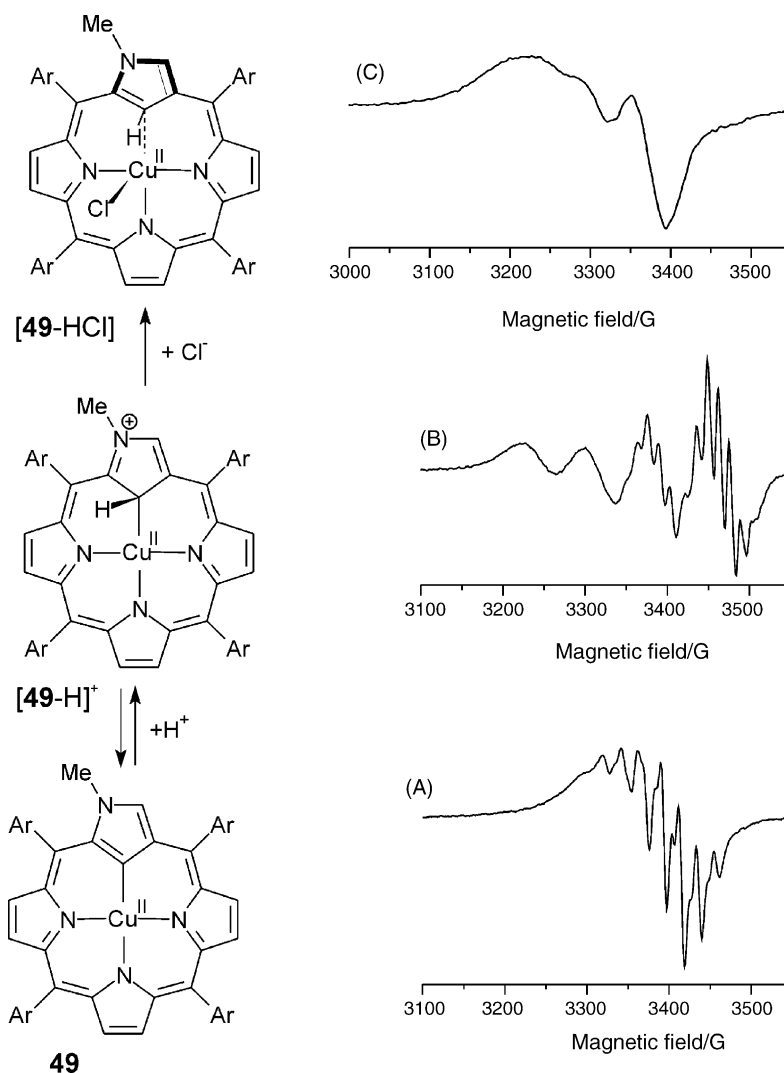 Me
N
Ar
Ar
H
N
Cu
II
N
Cl
N
Ar
Ar
[49-HCl]
+ Cl-
(C)
3000
3100
3200
3300
3400
3500
Magnetic field/G
Me
N
+
Ar
Ar
H
N
Cu
II
N
N
Ar
Ar
[49-H]+
+H+
(B)
3100
3200
3300
3400
3500
Magnetic field/G
Me
N
Ar
Ar
N
Cu
II
N
N
Ar
Ar
49
(A)
3100
3200
3300
3400
3500
Magnetic field/G